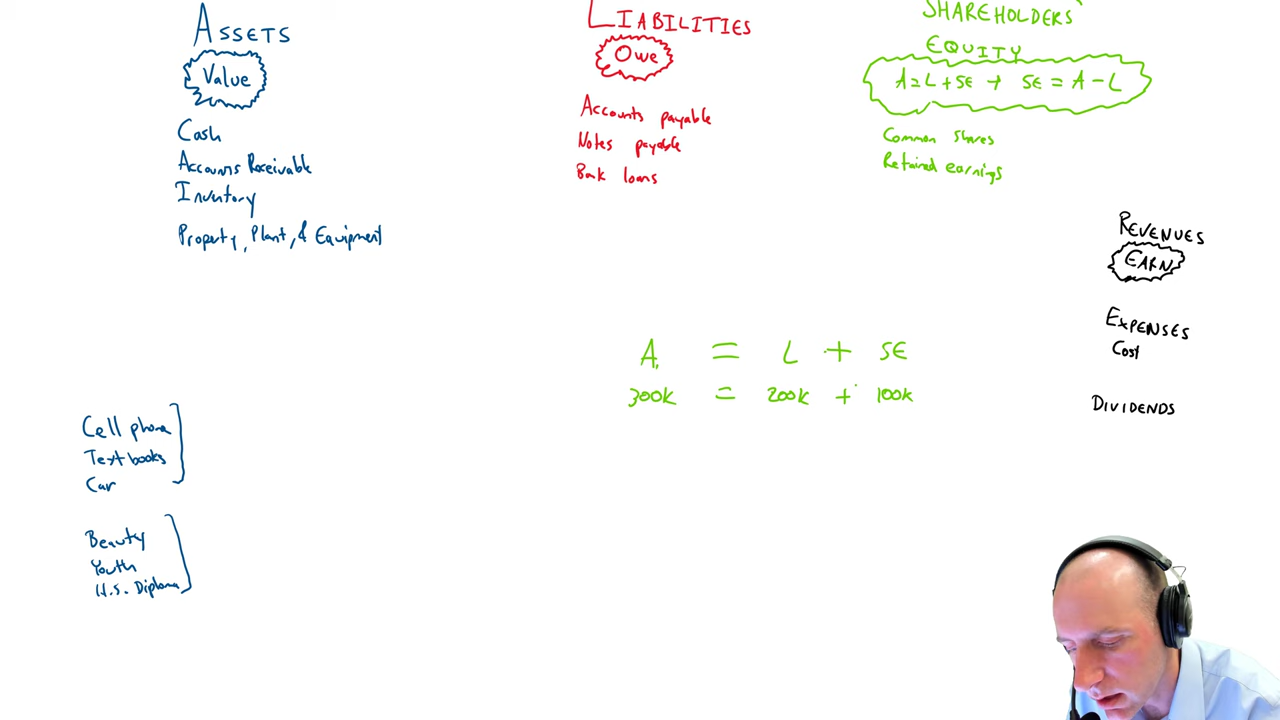 ASSETS
Value
Cash
Accounts Receivable
Inventory
Property, Plant, & Equipment
LIABILITIES
Owe
Accounts payable
Notes payable
Bank loans
SHAREHOLDERS'
EQUITY
A=L+SE → SE = A-L
Common shares
Retained earnings
REVENUES
EARN
EXPENSES
Cost
DIVIDENDS
A = L + SE
300k = 200k + 100k
Cell phone
Textbooks
Car
Beauty
Youth
H.S. Diploma